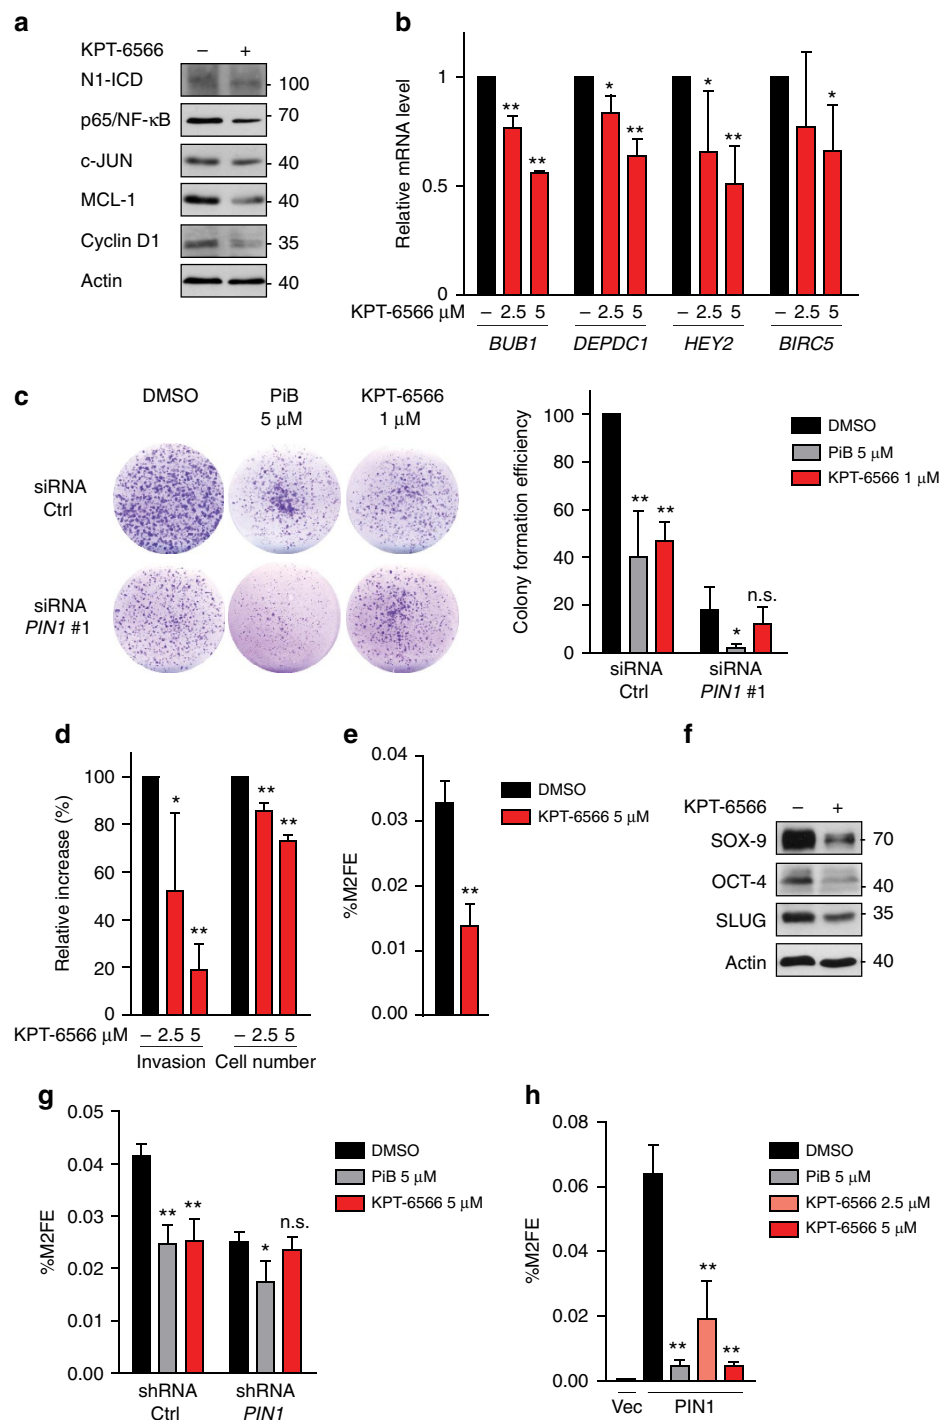 a
KPT-6566 – +
N1-ICD 100
p65/NF-κB 70
c-JUN 40
MCL-1 40
Cyclin D1 35
Actin 40
b
Relative mRNA level
1
0.5
0
** ** * ** * ** *
KPT-6566 μM – 2.5 5 – 2.5 5 – 2.5 5 – 2.5 5
BUB1 DEPDC1 HEY2 BIRC5
c
DMSO PiB 5 μM KPT-6566 1 μM
siRNA Ctrl
siRNA PIN1 #1
Colony formation efficiency
100
80
60
40
20
0
** ** * n.s.
siRNA Ctrl
siRNA PIN1 #1
DMSO
PiB 5 μM
KPT-6566 1 μM
d
Relative increase (%)
100
80
60
40
20
0
* ** ** **
KPT-6566 μM – 2.5 5 – 2.5 5
Invasion Cell number
e
%M2FE
0.04
0.03
0.02
0.01
0.00
**
DMSO
KPT-6566 5 μM
f
KPT-6566 – +
SOX-9 70
OCT-4 40
SLUG 35
Actin 40
g
%M2FE
0.05
0.04
0.03
0.02
0.01
0.00
** ** * n.s.
shRNA Ctrl
shRNA PIN1
DMSO
PiB 5 μM
KPT-6566 5 μM
h
%M2FE
0.08
0.06
0.04
0.02
0.00
** ** **
Vec PIN1
DMSO
PiB 5 μM
KPT-6566 2.5 μM
KPT-6566 5 μM